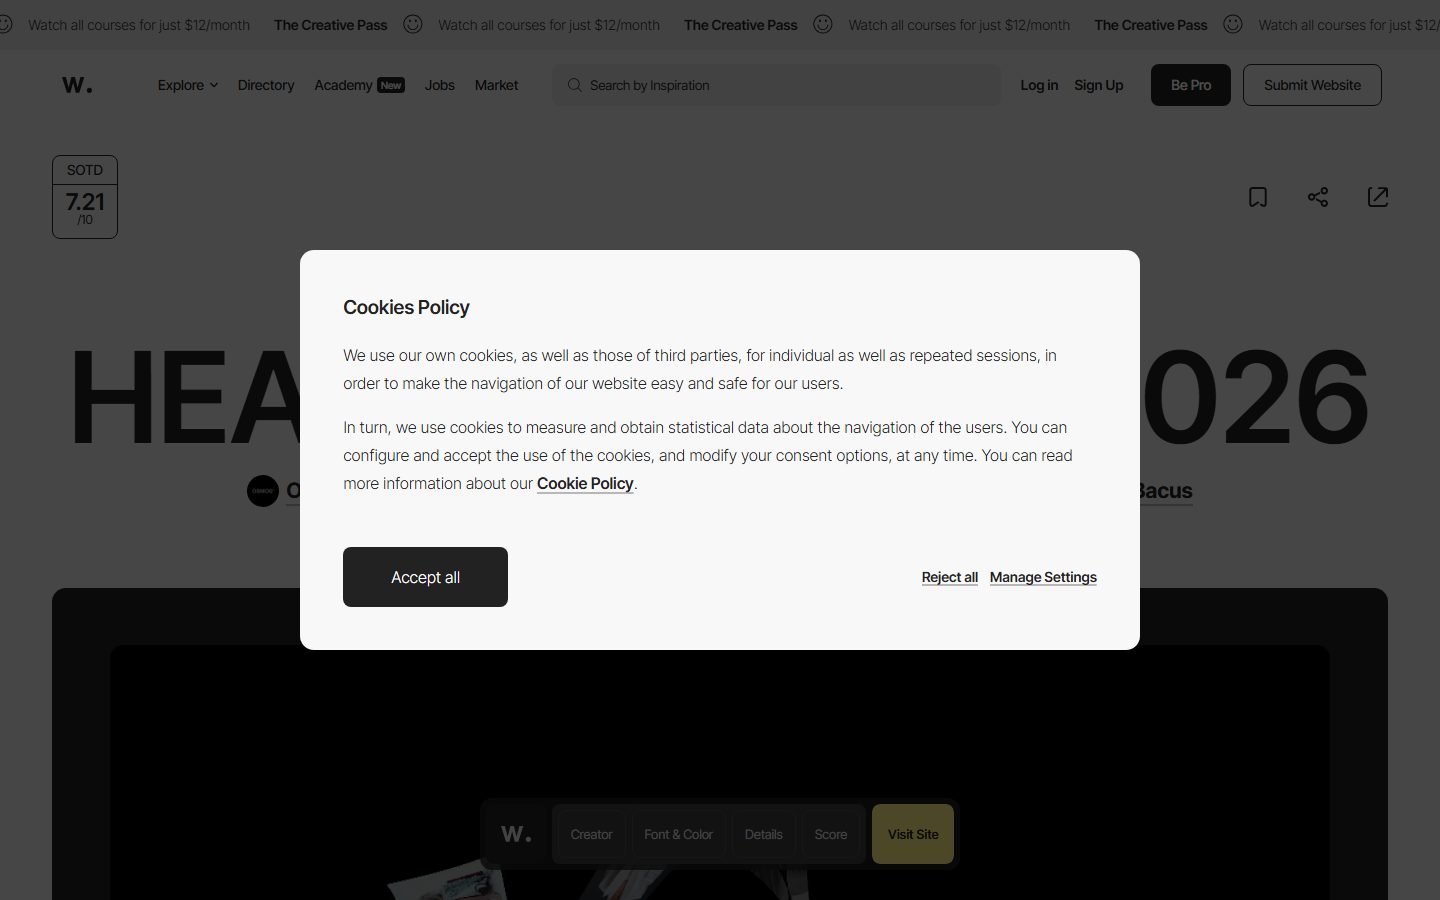 Watch all courses for just $12/month The Creative Pass Watch all courses for just $12/month The Creative Pass Watch all courses for just $12/month The Creative Pass Watch all courses for just $12/
W. Explore Directory Academy New Jobs Market Search by Inspiration Log in Sign Up Be Pro Submit Website
SOTD
7.21
/10
Cookies Policy
We use our own cookies, as well as those of third parties, for individual as well as repeated sessions, in
order to make the navigation of our website easy and safe for our users.
In turn, we use cookies to measure and obtain statistical data about the navigation of the users. You can
configure and accept the use of the cookies, and modify your consent options, at any time. You can read
more information about our Cookie Policy.
Accept all Reject all Manage Settings
HEA 026
O Bacus
W. Creator Font & Color Details Score Visit Site